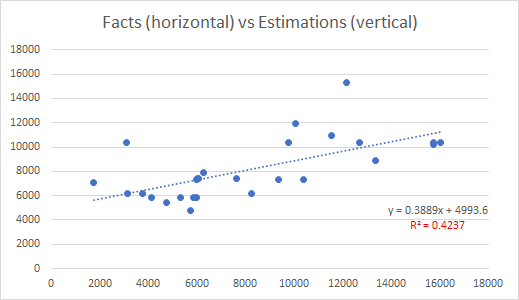 Facts (horizontal) vs Estimations (vertical)
18000
16000
14000
12000
10000
8000
6000
4000
2000
0
y = 0.3889x + 4993.6
R² = 0.4237
0 2000 4000 6000 8000 10000 12000 14000 16000 18000